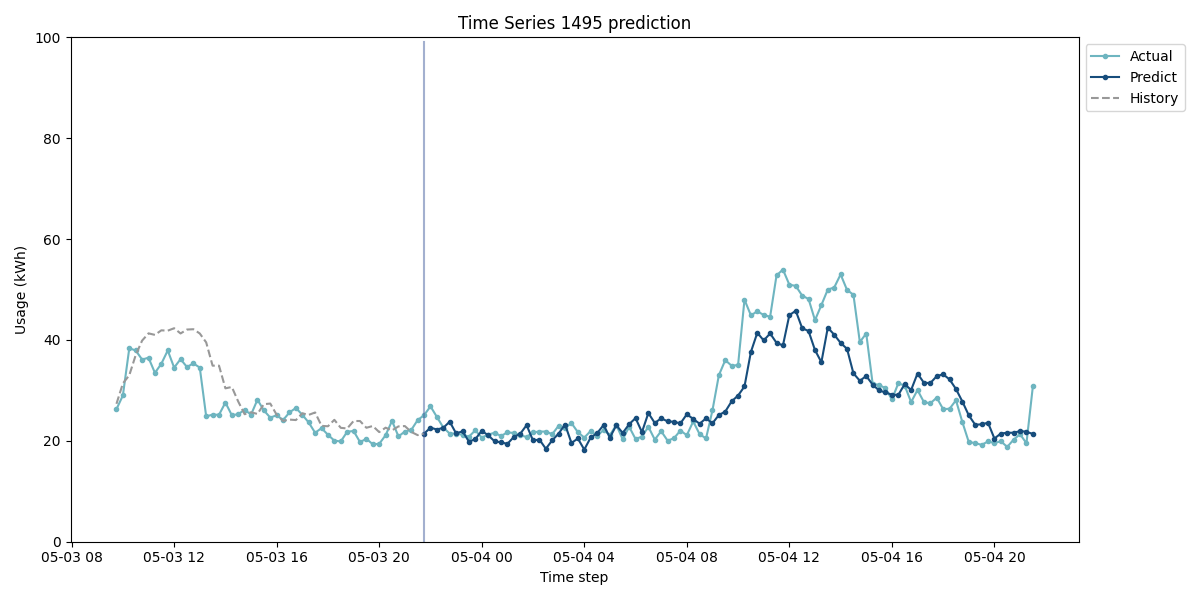 Time Series 1495 prediction
Usage (kWh)
100
80
60
40
20
0
05-03 08
05-03 12
05-03 16
05-03 20
05-04 00
05-04 04
05-04 08
05-04 12
05-04 16
05-04 20
Time step
Actual
Predict
History